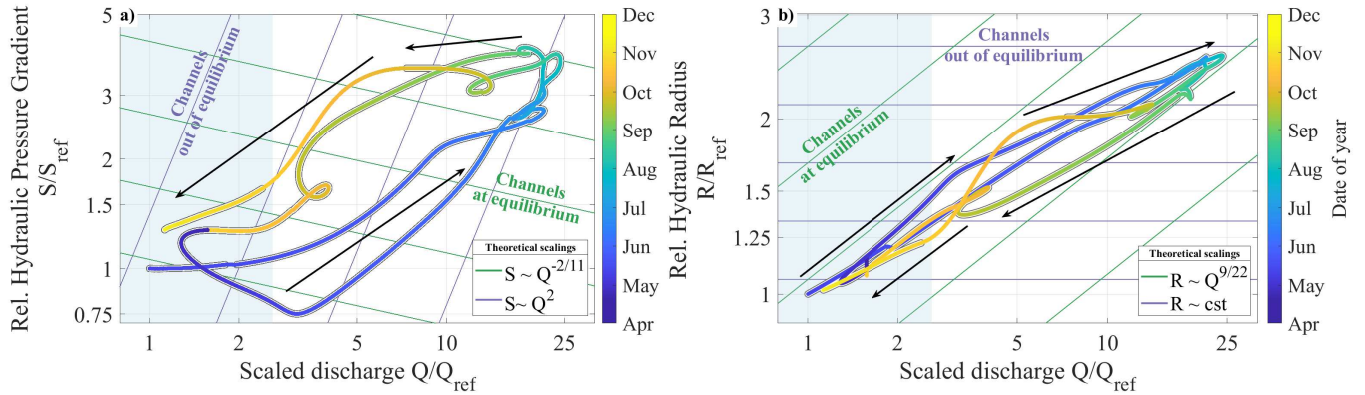 a)
Rel. Hydraulic Pressure Gradient
S/S_ref
5
3
2
1.5
1
0.75
Channels
out of equilibrium
Channels
at equilibrium
Theoretical scalings
S ~ Q^-2/11
S~ Q^2
1 2 5 10 25
Scaled discharge Q/Q_ref
Dec
Nov
Oct
Sep
Aug
Jul
Jun
May
Apr
b)
Rel. Hydraulic Radius
R/R_ref
3
2
1.5
1.25
1
Channels
out of equilibrium
Channels
at equilibrium
Theoretical scalings
R ~ Q^9/22
R ~ cst
1 2 5 10 25
Scaled discharge Q/Q_ref
Dec
Nov
Oct
Sep
Aug
Jul
Jun
May
Apr
Date of year